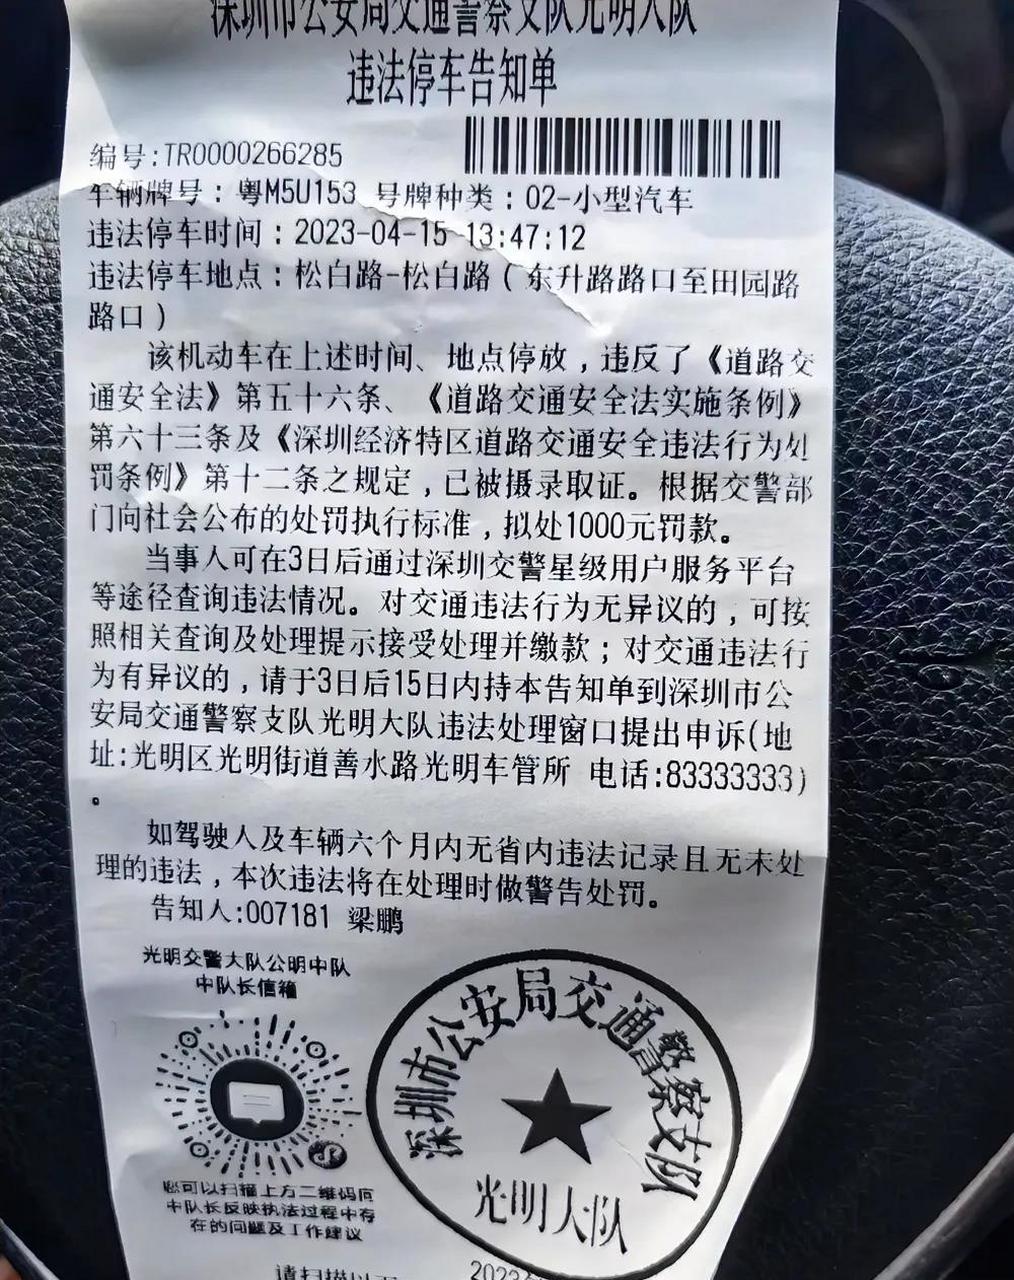 深圳市公安局交通警察支队光明大队
违法停车告知单
编号:TR0000266285
车辆牌号：粤M5U153 号牌种类：02-小型汽车
违法停车时间：2023-04-15 13:47:12
违法停车地点：松白路-松白路（东升路路口至田园路
路口）
该机动车在上述时间、地点停放，违反了《道路交
通安全法》第五十六条、《道路交通安全法实施条例》
第六十三条及《深圳经济特区道路交通安全违法行为处
罚条例》第十二条之规定，已被摄录取证。根据交警部
门向社会公布的处罚执行标准，拟处1000元罚款。
当事人可在3日后通过深圳交警星级用户服务平台
等途径查询违法情况。对交通违法行为无异议的，可按
照相关查询及处理提示接受处理并缴款；对交通违法行
为有异议的，请于3日后15日内持本告知单到深圳市公
安局交通警察支队光明大队违法处理窗口提出申诉(地
址:光明区光明街道善水路光明车管所 电话:83333333)
。
如驾驶人及车辆六个月内无省内违法记录且无未处
理的违法，本次违法将在处理时做警告处罚。
告知人:007181 梁鹏
光明交警大队公明中队
中队长信箱
您可以扫描上方二维码向
中队长反映执法过程中存
在的问题及工作建议
深圳市公安局交通警察支队
光明大队
请扫描以下
2023年